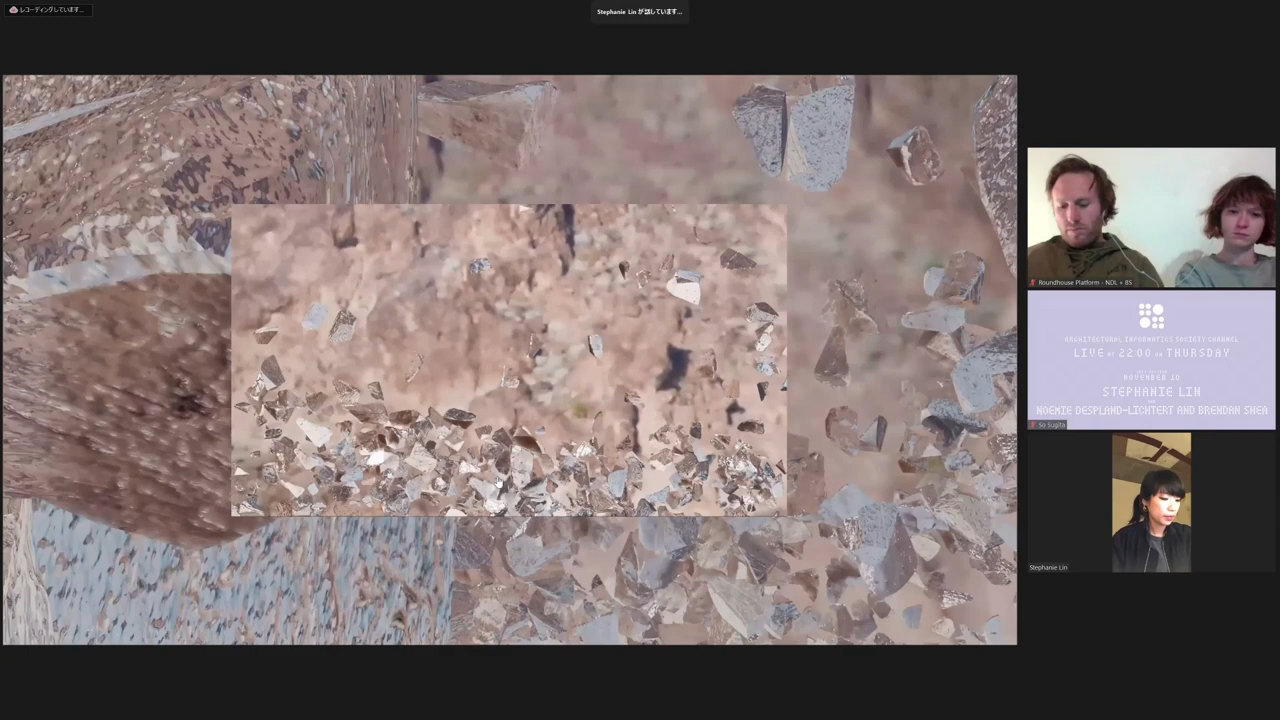 レコーディングしています...
Stephanie Lin が話しています...
Roundhouse Platform - NDL + BS
ARCHITECTURAL INFORMATICS SOCIETY CHANNEL
LIVE AT 22:00 ON THURSDAY
NOVEMBER 10
STEPHANIE LIN
AND
NOEMIE DESPLAND-LICHTERT AND BRENDAN SHEA
So Sugita
Stephanie Lin